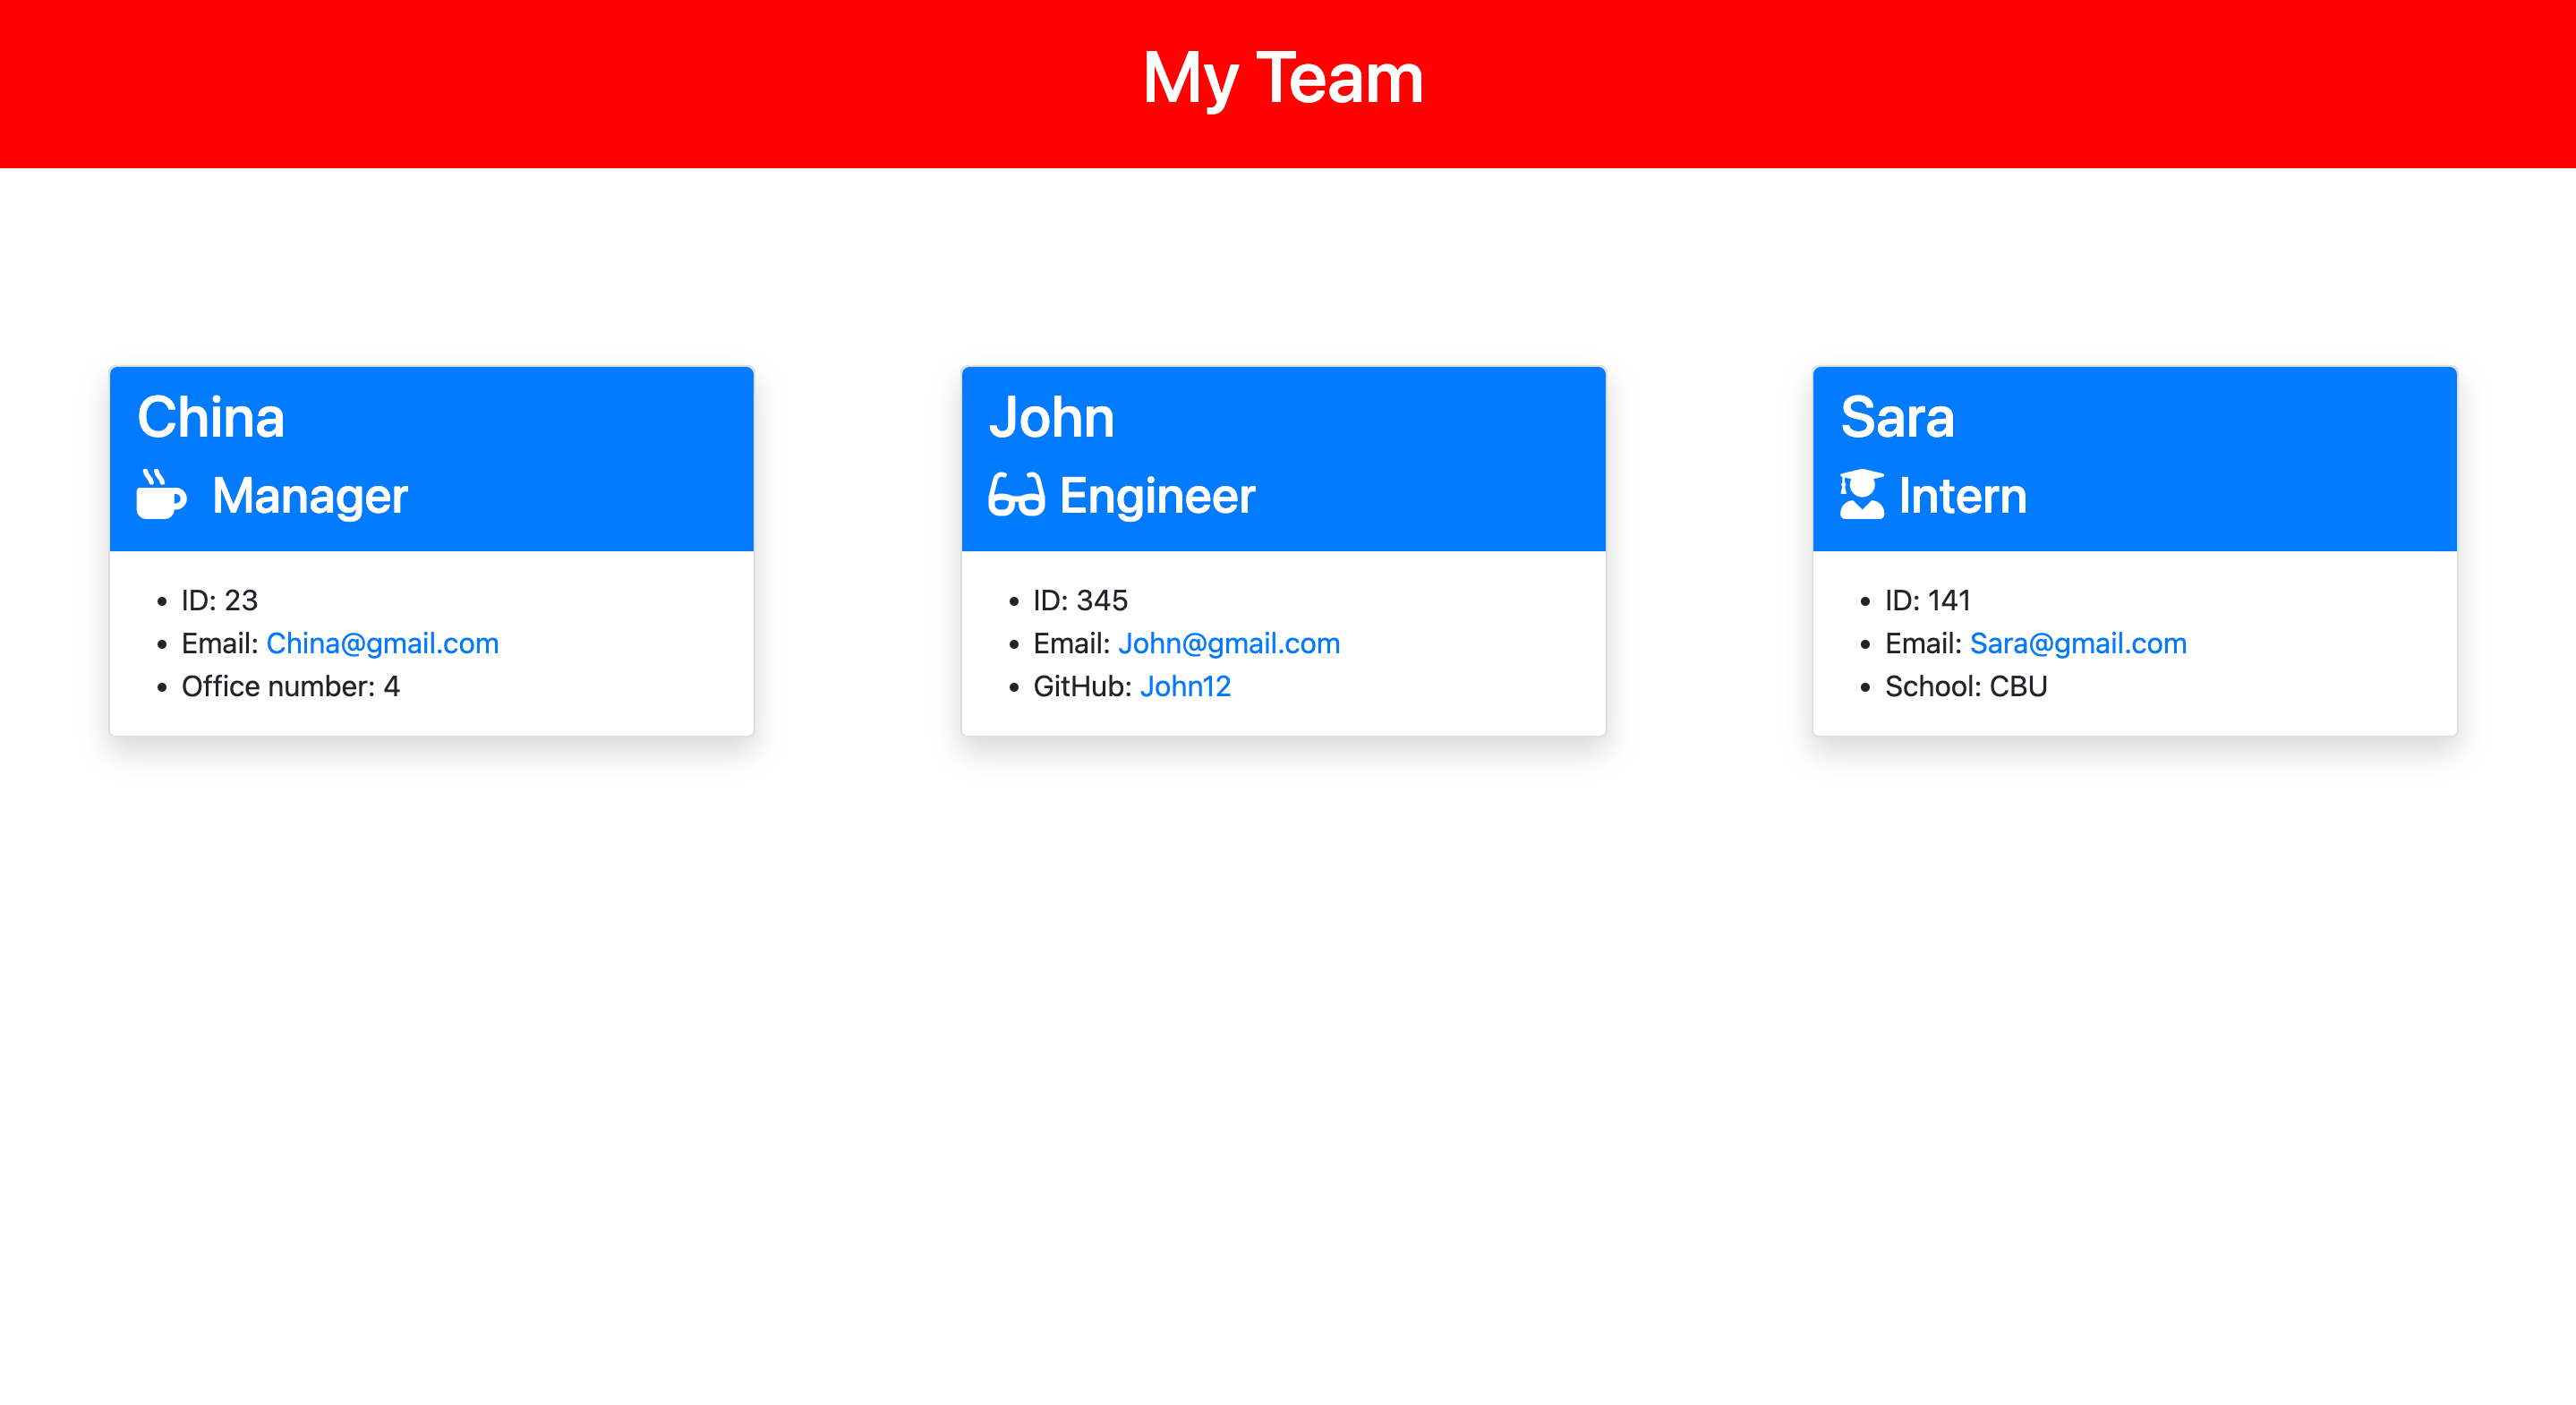 My Team
China
Manager
ID: 23
Email: China@gmail.com
Office number: 4
John
Engineer
ID: 345
Email: John@gmail.com
GitHub: John12
Sara
Intern
ID: 141
Email: Sara@gmail.com
School: CBU